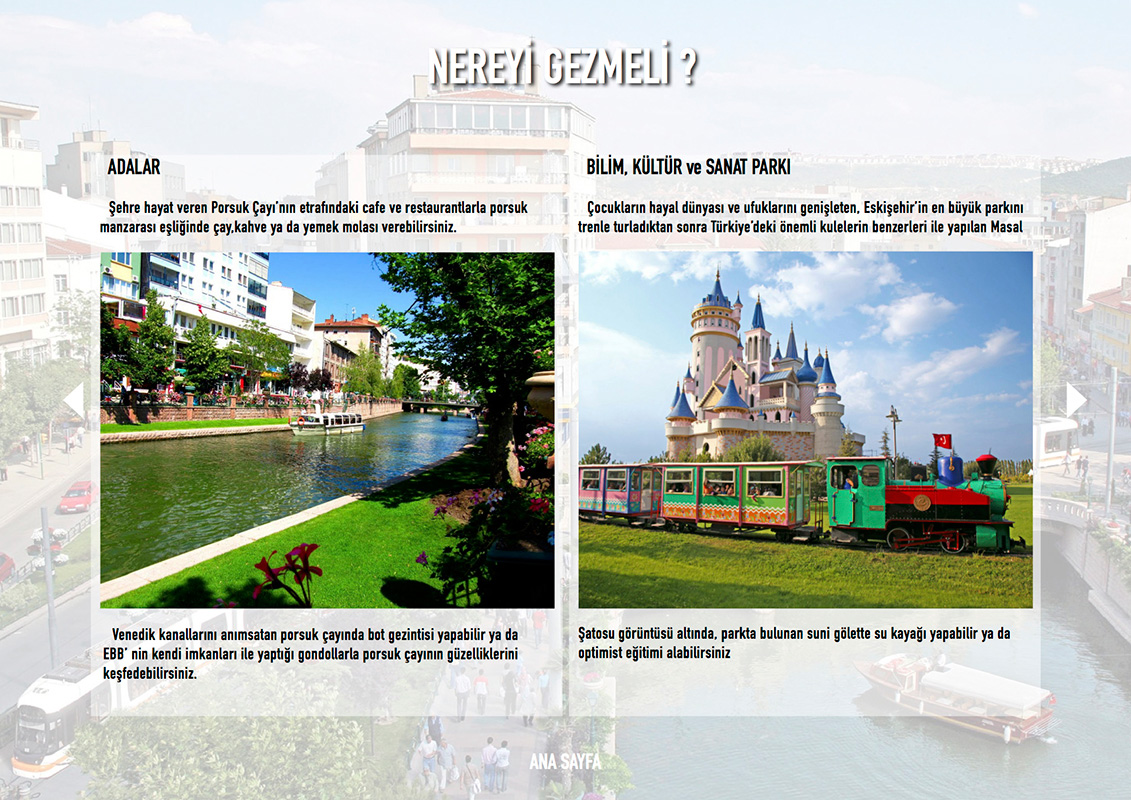 NEREYİ GEZMELİ ?
ADALAR
Şehre hayat veren Porsuk Çayı'nın etrafındaki cafe ve restaurantlarla porsuk
manzarası eşliğinde çay,kahve ya da yemek molası verebilirsiniz.
Venedik kanallarını anımsatan porsuk çayında bot gezintisi yapabilir ya da
EBB' nin kendi imkanları ile yaptığı gondollarla porsuk çayının güzelliklerini
keşfedebilirsiniz.
BİLİM, KÜLTÜR ve SANAT PARKI
Çocukların hayal dünyası ve ufuklarını genişleten, Eskişehir'in en büyük parkını
trenle turladıktan sonra Türkiye'deki önemli kulelerin benzerleri ile yapılan Masal
Şatosu görüntüsü altında, parkta bulunan suni gölette su kayağı yapabilir ya da
optimist eğitimi alabilirsiniz
ANA SAYFA